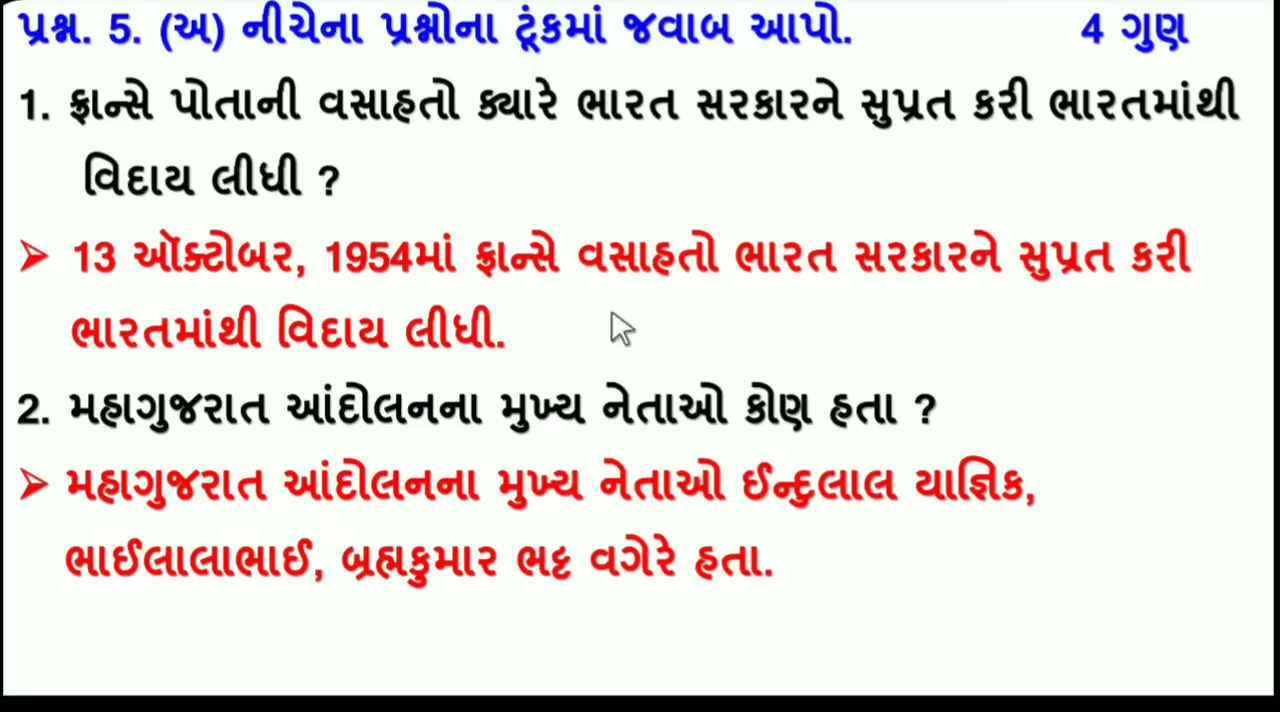 પ્રશ્ન. 5. (અ) નીચેના પ્રશ્નોના ટૂંકમાં જવાબ આપો. 4 ગુણ
1. ફ્રાન્સે પોતાની વસાહતો ક્યારે ભારત સરકારને સુપ્રત કરી ભારતમાંથી
વિદાય લીધી ?
➢ 13 ઑક્ટોબર, 1954માં ફ્રાન્સે વસાહતો ભારત સરકારને સુપ્રત કરી
ભારતમાંથી વિદાય લીધી.
2. મહાગુજરાત આંદોલનના મુખ્ય નેતાઓ કોણ હતા ?
➢ મહાગુજરાત આંદોલનના મુખ્ય નેતાઓ ઈન્દુલાલ યાજ્ઞિક,
ભાઈલાલાભાઈ, બ્રહ્મકુમાર ભટ્ટ વગેરે હતા.